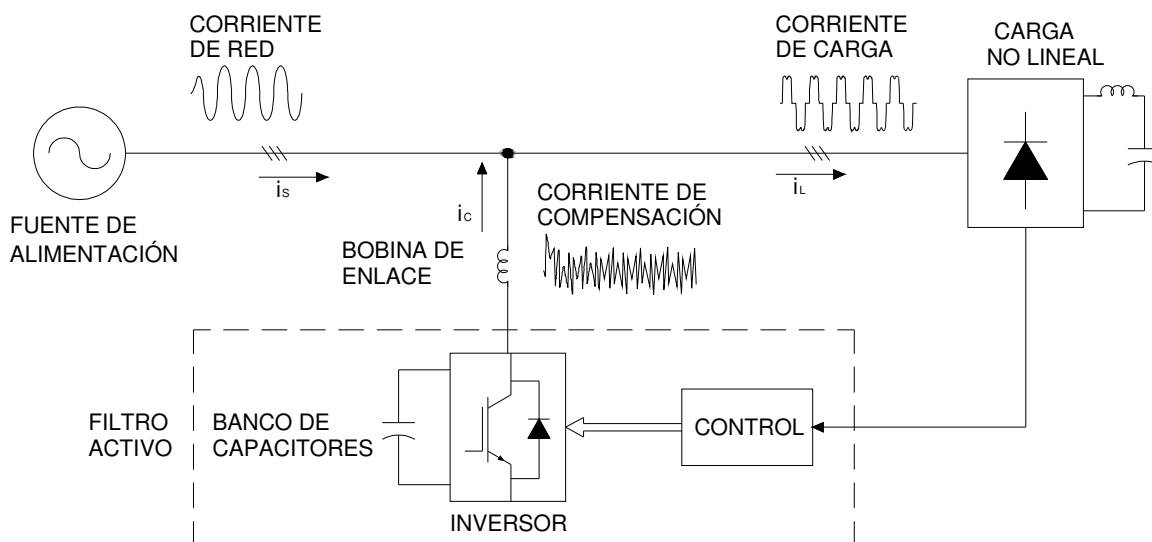 CORRIENTE
DE RED
CORRIENTE
DE CARGA
CARGA
NO LINEAL
iS
iL
FUENTE DE
ALIMENTACIÓN
iC
CORRIENTE DE
COMPENSACIÓN
BOBINA DE
ENLACE
FILTRO
ACTIVO
BANCO DE
CAPACITORES
CONTROL
INVERSOR